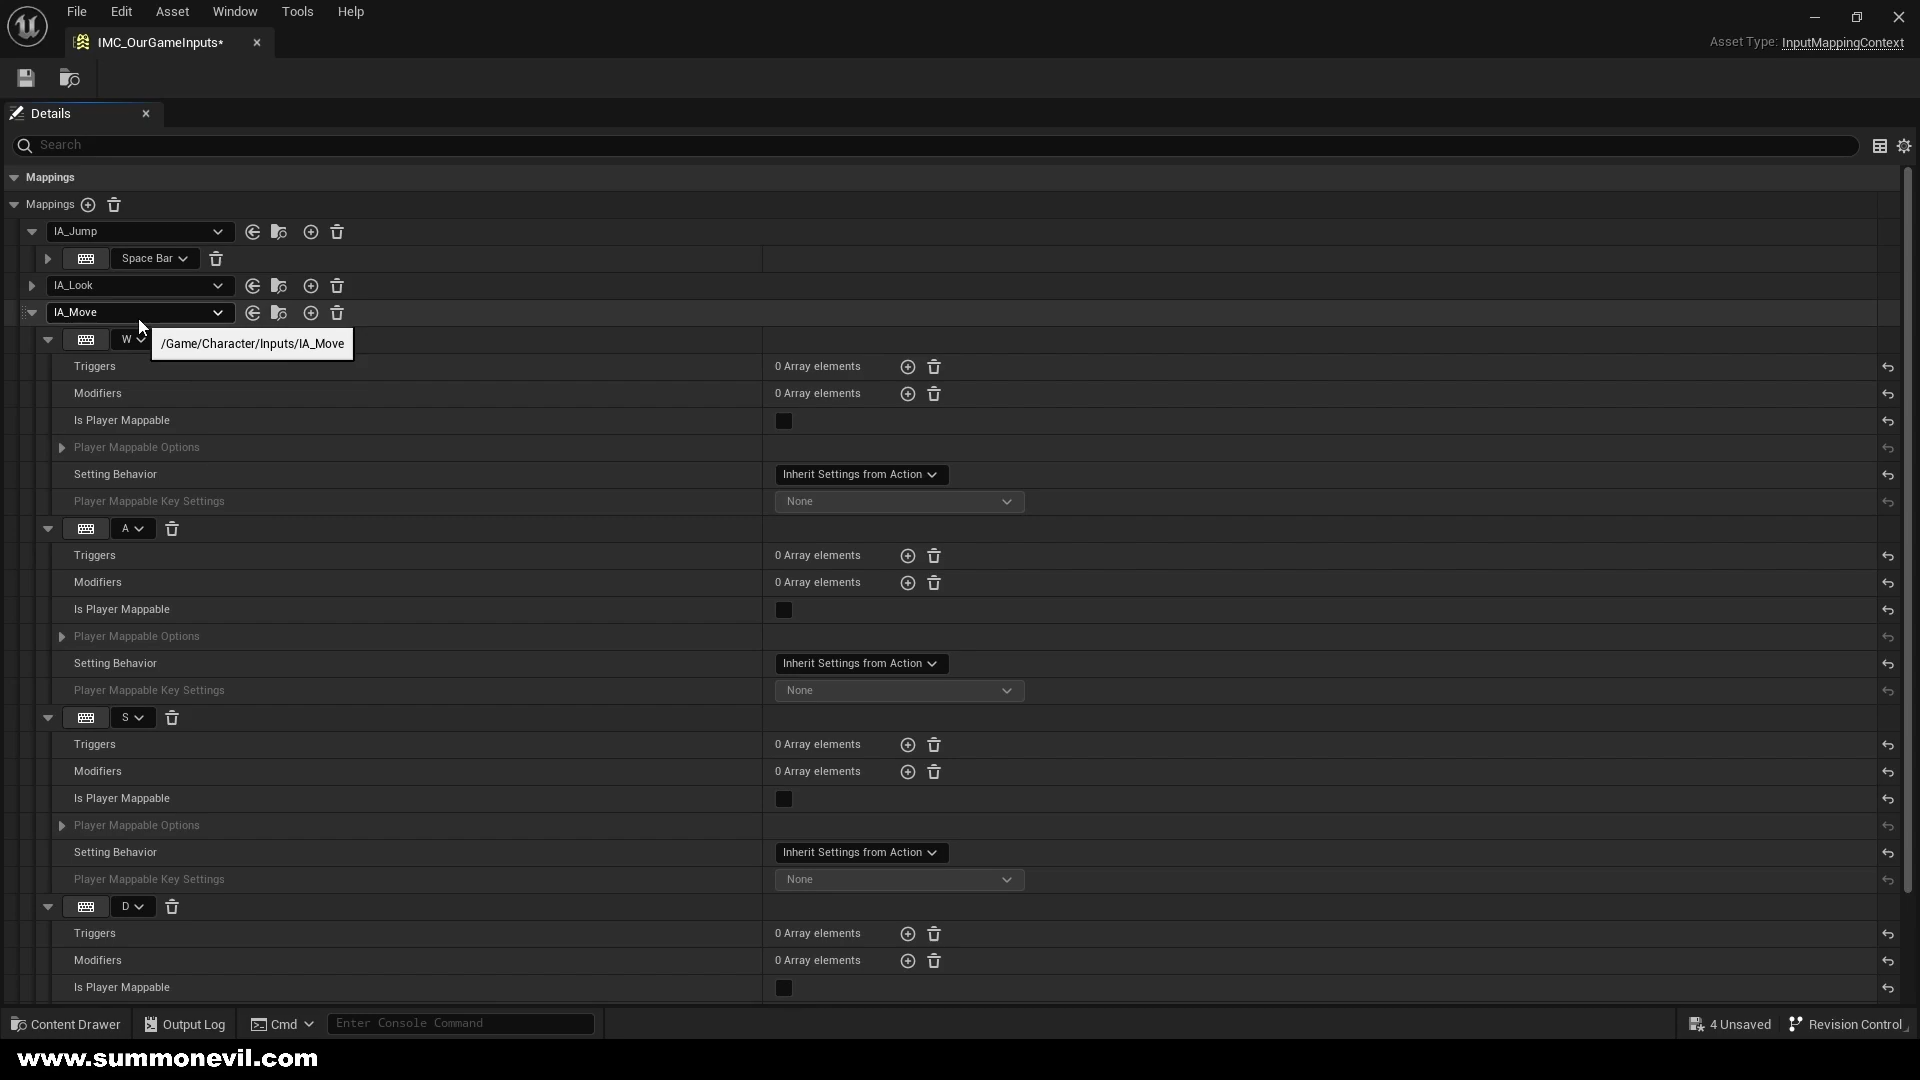 File Edit Asset Window Tools Help
IMC_OurGameInputs*
Asset Type: InputMappingContext
Details
Search
Mappings
Mappings
IA_Jump
Space Bar
IA_Look
IA_Move
W
/Game/Character/Inputs/IA_Move
Triggers 0 Array elements
Modifiers 0 Array elements
Is Player Mappable
Player Mappable Options
Setting Behavior Inherit Settings from Action
Player Mappable Key Settings None
A
Triggers 0 Array elements
Modifiers 0 Array elements
Is Player Mappable
Player Mappable Options
Setting Behavior Inherit Settings from Action
Player Mappable Key Settings None
S
Triggers 0 Array elements
Modifiers 0 Array elements
Is Player Mappable
Player Mappable Options
Setting Behavior Inherit Settings from Action
Player Mappable Key Settings None
D
Triggers 0 Array elements
Modifiers 0 Array elements
Is Player Mappable
Content Drawer Output Log Cmd Enter Console Command 4 Unsaved Revision Control
www.summonevil.com